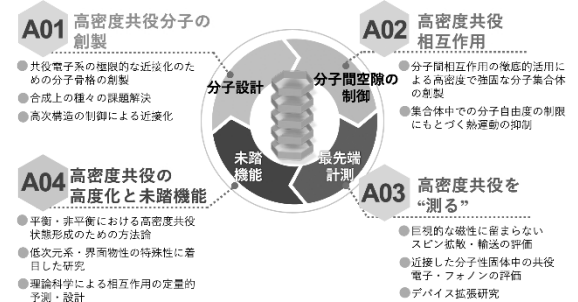 A01 高密度共役分子の
創製
共役電子系の極限的な近接化のた
めの分子骨格の創製
合成上の種々の課題解決
高次構造の制御による近接化
A02 高密度共役
相互作用
分子間相互作用の徹底的活用に
よる高密度で強固な分子集合体
の創製
集合体中での分子自由度の制限
にもとづく熱運動の抑制
分子設計
分子間空隙の
制御
未踏
機能
最先端
計測
A04 高密度共役の
高度化と未踏機能
平衡・非平衡における高密度共役
状態形成のための方法論
低次元系・界面物性の特殊性に着
目した研究
理論科学による相互作用の定量的
予測・設計
A03 高密度共役を
“測る”
巨視的な磁性に留まらない
スピン拡散・輸送の評価
近接した分子性固体中の共役
電子・フォノンの評価
デバイス拡張研究